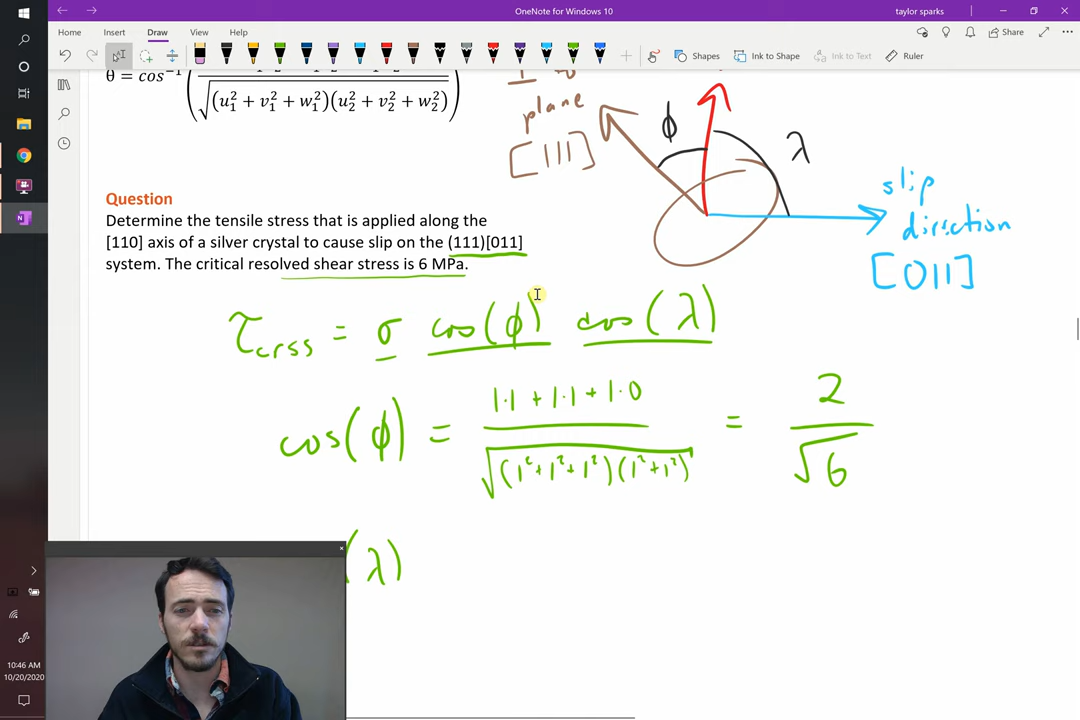 OneNote for Windows 10
taylor sparks
Home Insert Draw View Help
Share
Shapes Ink to Shape Ink to Text Ruler
θ = cos⁻¹
√(u₁² + v₁² + w₁²)(u₂² + v₂² + w₂²)
⊥ to
plane
[111]
ϕ
λ
slip
direction
[011]
Question
Determine the tensile stress that is applied along the
[110] axis of a silver crystal to cause slip on the (111)[011]
system. The critical resolved shear stress is 6 MPa.
τcrss = σ cos(ϕ) cos(λ)
cos(ϕ) = 1·1 + 1·1 + 1·0 / √(1²+1²+1²)(1²+1²) = 2 / √6
(λ)
10:46 AM
10/20/2020